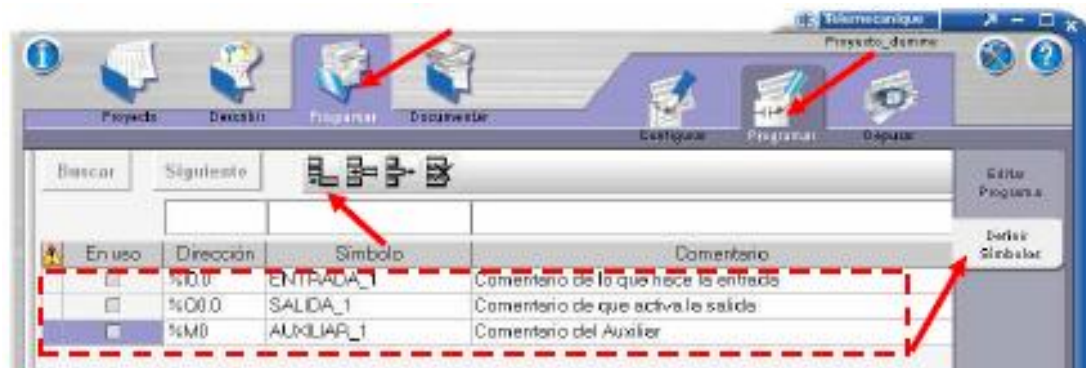 Telemecanique
Proyecto_demme
Proyecto
Describir
Programar
Documentar
Configurar
Programar
Depurar
Buscar
Siguiente
Editar
Programa
Definir
Símbolos
En uso Dirección Símbolo Comentario
%I0.0 ENTRADA_1 Comentario de lo que hace la entrada
%Q0.0 SALIDA_1 Comentario de que activa la salida
%M0 AUXILIAR_1 Comentario del Auxiliar